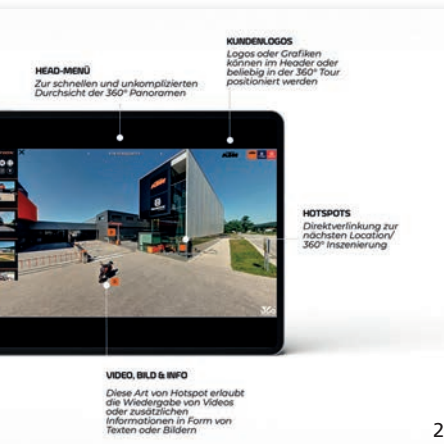 KUNDENLOGOS
Logos oder Grafiken
können im Header oder
beliebig in der 360° Tour
positioniert werden
HEAD-MENÜ
Zur schnellen und unkomplizierten
Durchsicht der 360° Panoramen
KTM
HOTSPOTS
Direktverlinkung zur
nächsten Location/
360° Inszenierung
VIDEO, BILD & INFO
Diese Art von Hotspot erlaubt
die Wiedergabe von Videos
oder zusätzlichen
Informationen in Form von
Texten oder Bildern
2